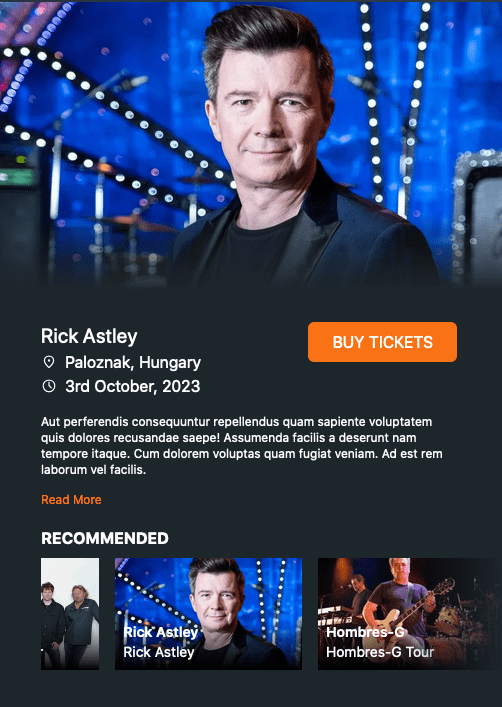 Rick Astley
BUY TICKETS
Paloznak, Hungary
3rd October, 2023
Aut perferendis consequuntur repellendus quam sapiente voluptatem
quis dolores recusandae saepe! Assumenda facilis a deserunt nam
tempore itaque. Cum dolorem voluptas quam fugiat veniam. Ad est rem
laborum vel facilis.
Read More
RECOMMENDED
Rick Astley
Rick Astley
Hombres-G
Hombres-G Tour